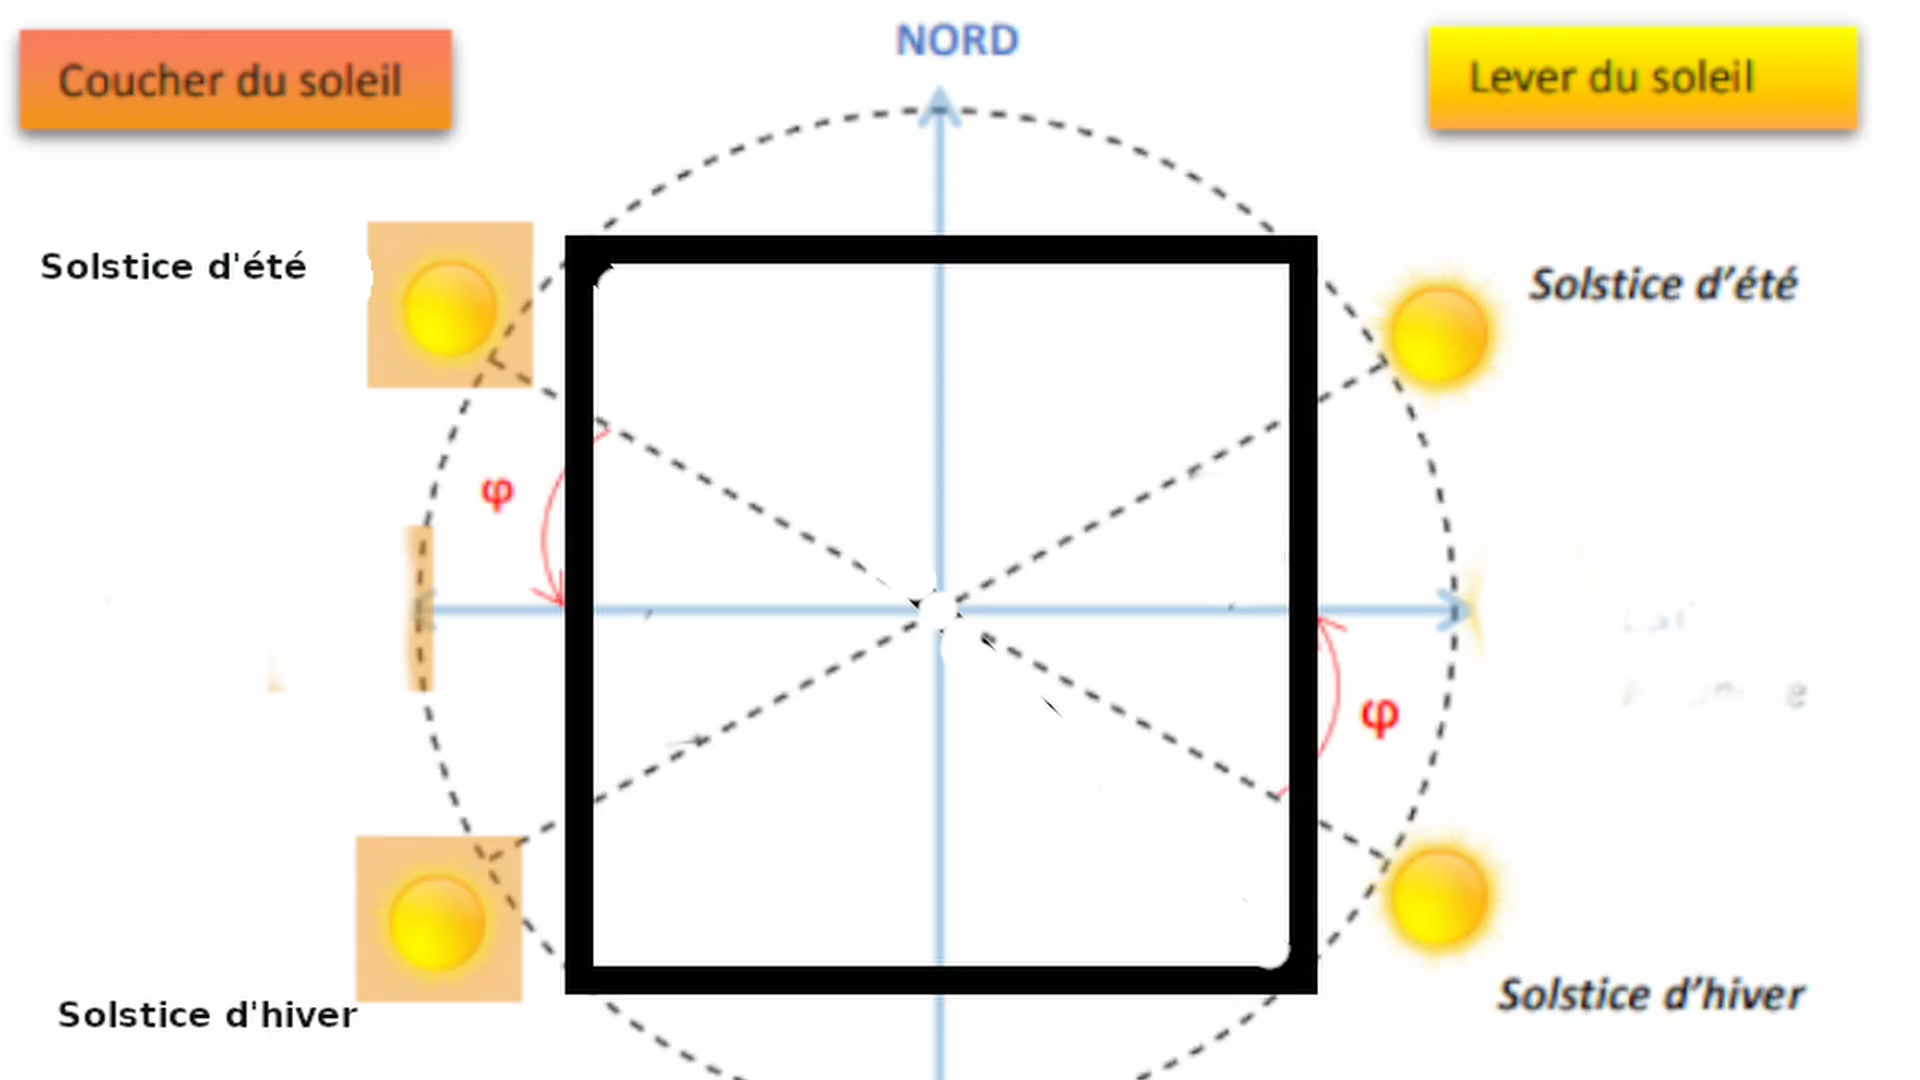 NORD
Coucher du soleil
Lever du soleil
Solstice d'été
Solstice d’été
φ
φ
Solstice d'hiver
Solstice d’hiver